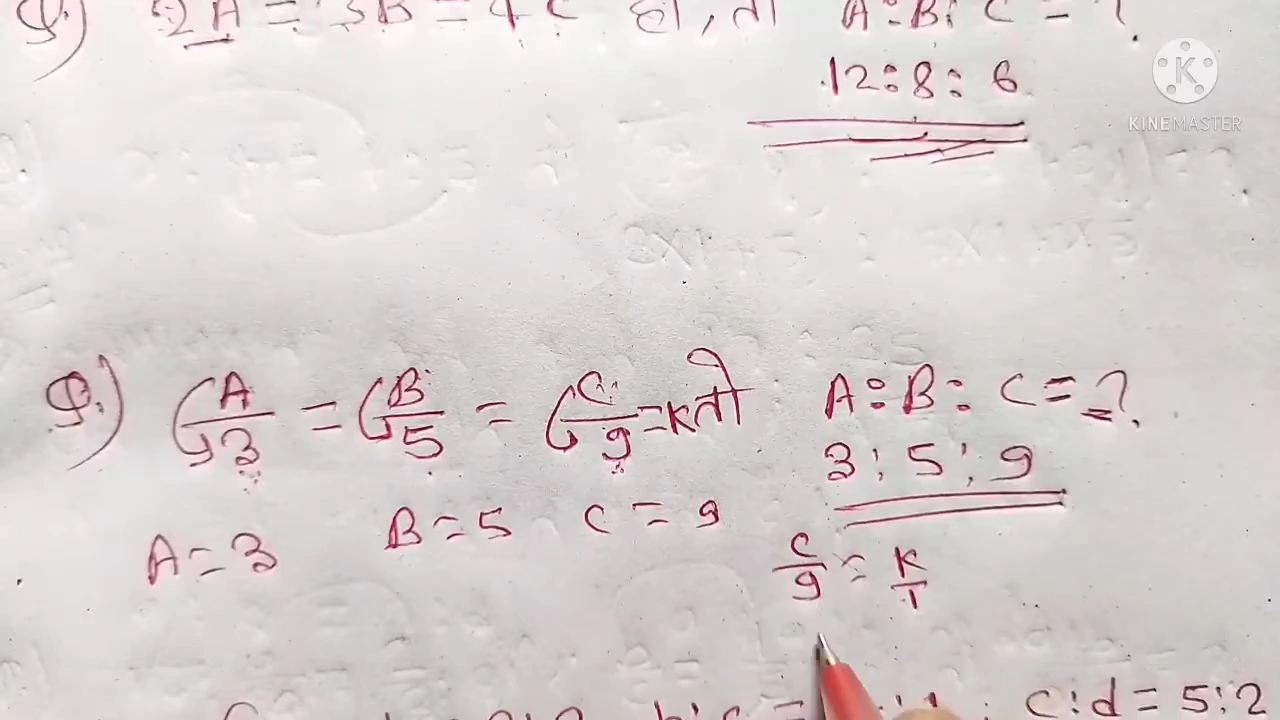 Q.) 2A = 3B = 4C हो, तो A:B:C = ?
12:8:6
KINEMASTER
Q.) A/3 = B/5 = C/9 = K तो A:B:C = ?
3:5:9
A = 3 B = 5 C = 9
C/9 = K/1
c:d = 5:2